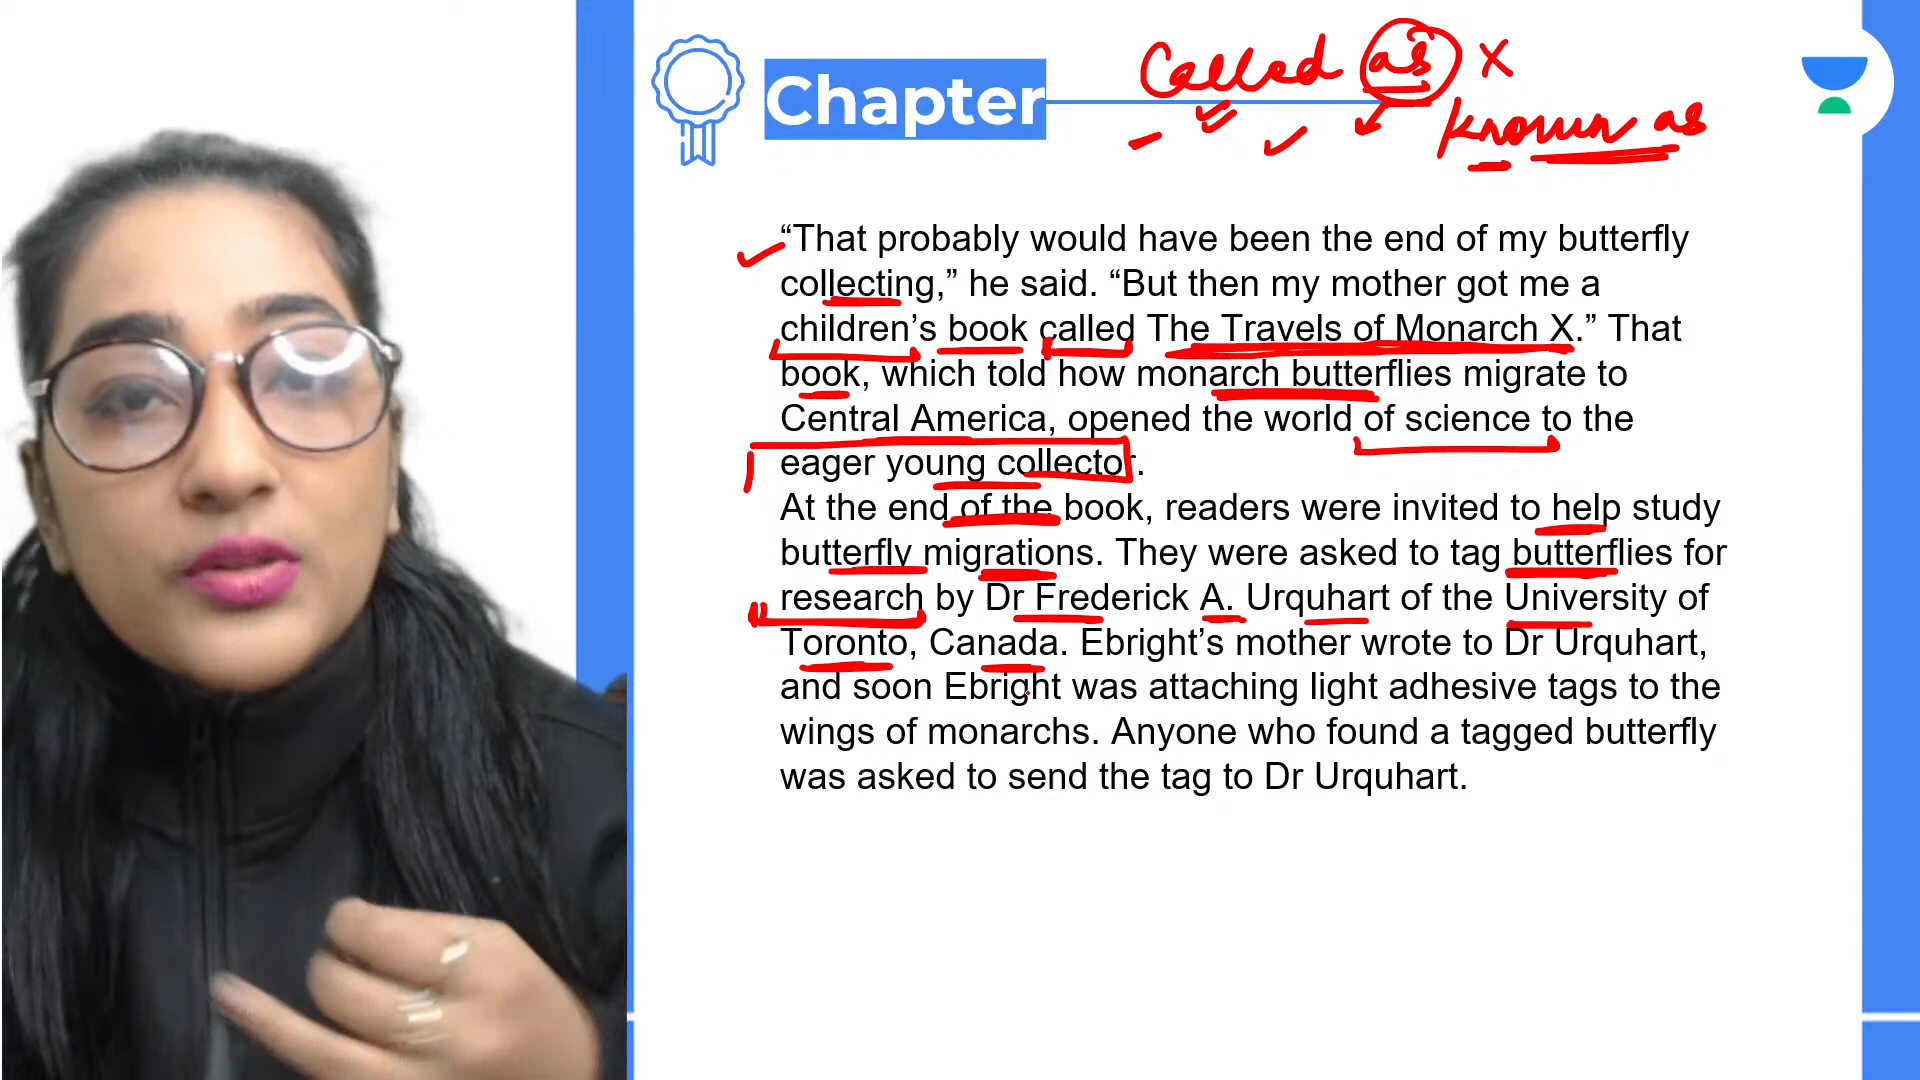 Called as X
known as
Chapter
“That probably would have been the end of my butterfly
collecting,” he said. “But then my mother got me a
children’s book called The Travels of Monarch X.” That
book, which told how monarch butterflies migrate to
Central America, opened the world of science to the
eager young collector.
At the end of the book, readers were invited to help study
butterfly migrations. They were asked to tag butterflies for
research by Dr Frederick A. Urquhart of the University of
Toronto, Canada. Ebright’s mother wrote to Dr Urquhart,
and soon Ebright was attaching light adhesive tags to the
wings of monarchs. Anyone who found a tagged butterfly
was asked to send the tag to Dr Urquhart.